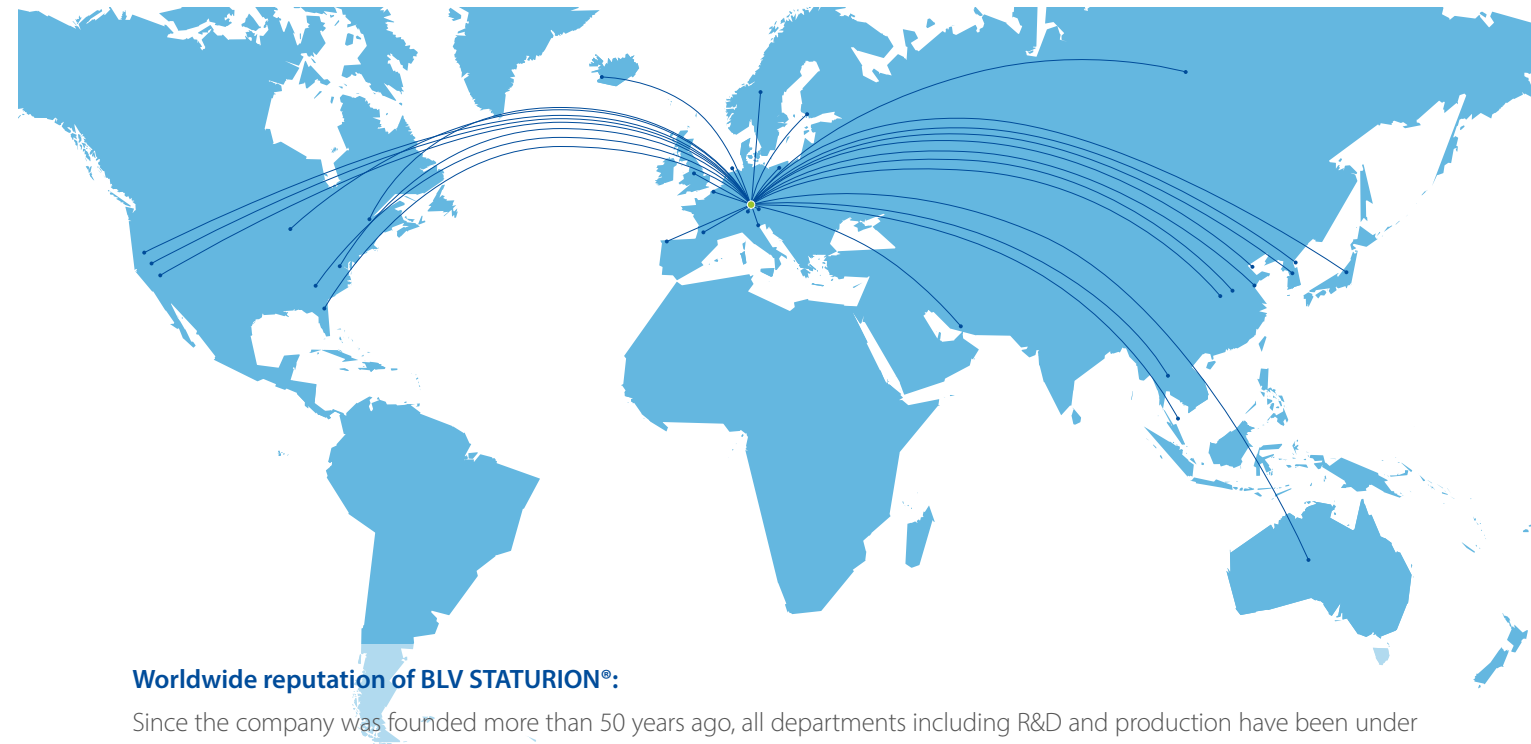 Worldwide reputation of BLV STATURION®:
Since the company was founded more than 50 years ago, all departments including R&D and production have been under